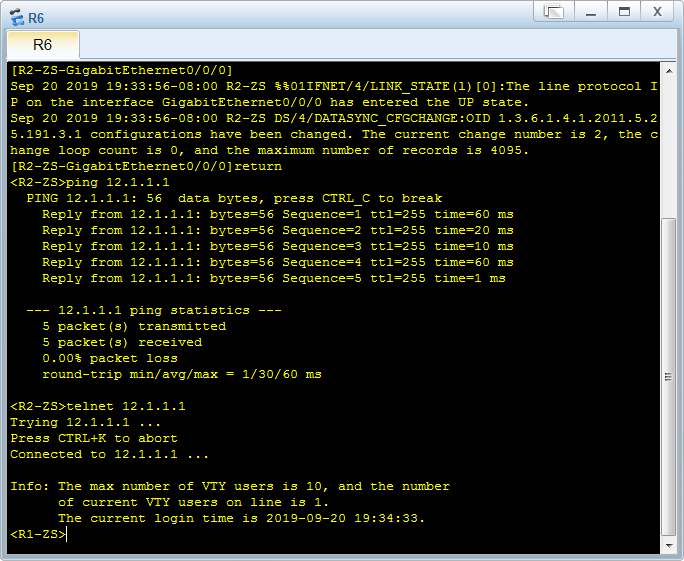 R6
R6
[R2-ZS-GigabitEthernet0/0/0]
Sep 20 2019 19:33:56-08:00 R2-ZS %%01IFNET/4/LINK_STATE(l)[0]:The line protocol I
P on the interface GigabitEthernet0/0/0 has entered the UP state.
Sep 20 2019 19:33:56-08:00 R2-ZS DS/4/DATASYNC_CFGCHANGE:OID 1.3.6.1.4.1.2011.5.2
5.191.3.1 configurations have been changed. The current change number is 2, the c
hange loop count is 0, and the maximum number of records is 4095.
[R2-ZS-GigabitEthernet0/0/0]return
<R2-ZS>ping 12.1.1.1
  PING 12.1.1.1: 56  data bytes, press CTRL_C to break
    Reply from 12.1.1.1: bytes=56 Sequence=1 ttl=255 time=60 ms
    Reply from 12.1.1.1: bytes=56 Sequence=2 ttl=255 time=20 ms
    Reply from 12.1.1.1: bytes=56 Sequence=3 ttl=255 time=10 ms
    Reply from 12.1.1.1: bytes=56 Sequence=4 ttl=255 time=60 ms
    Reply from 12.1.1.1: bytes=56 Sequence=5 ttl=255 time=1 ms

  --- 12.1.1.1 ping statistics ---
    5 packet(s) transmitted
    5 packet(s) received
    0.00% packet loss
    round-trip min/avg/max = 1/30/60 ms

<R2-ZS>telnet 12.1.1.1
Trying 12.1.1.1 ...
Press CTRL+K to abort
Connected to 12.1.1.1 ...

Info: The max number of VTY users is 10, and the number
      of current VTY users on line is 1.
      The current login time is 2019-09-20 19:34:33.
<R1-ZS>